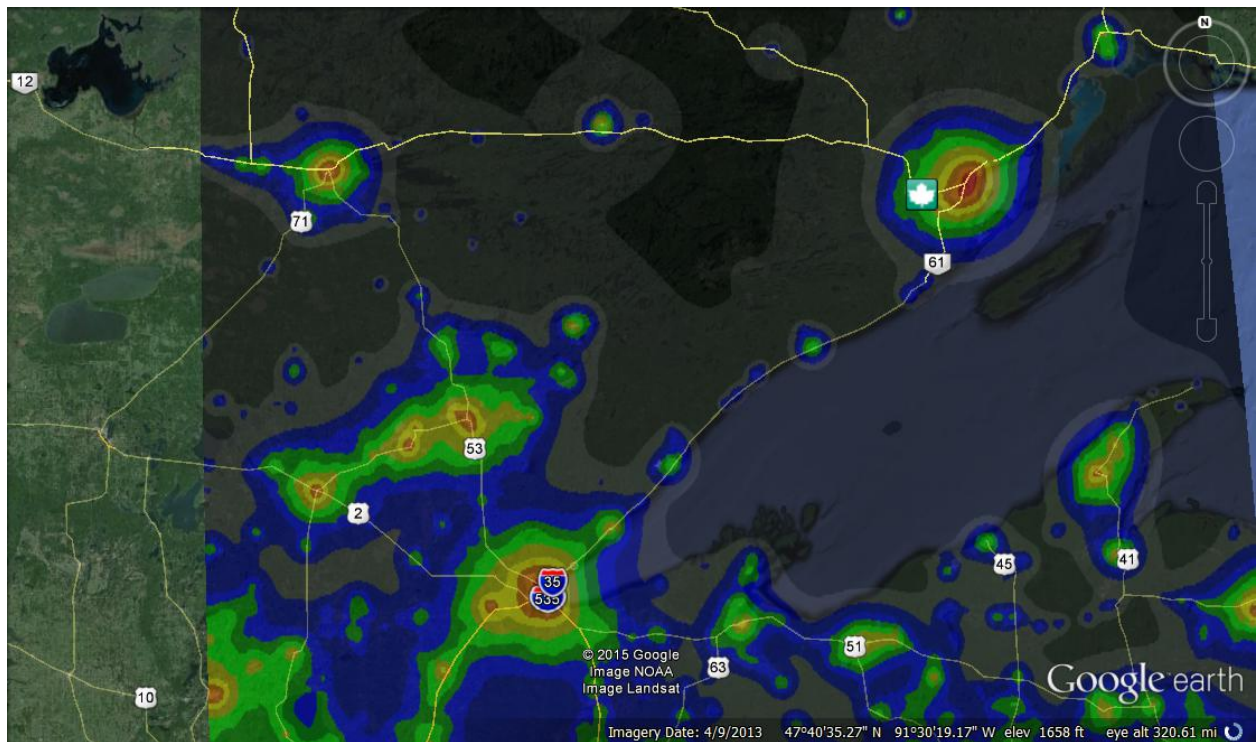 N
12
71
61
53
2
35
535
45
41
51
63
10
© 2015 Google
Image NOAA
Image Landsat
Google earth
Imagery Date: 4/9/2013 47°40'35.27" N 91°30'19.17" W elev 1658 ft eye alt 320.61 mi